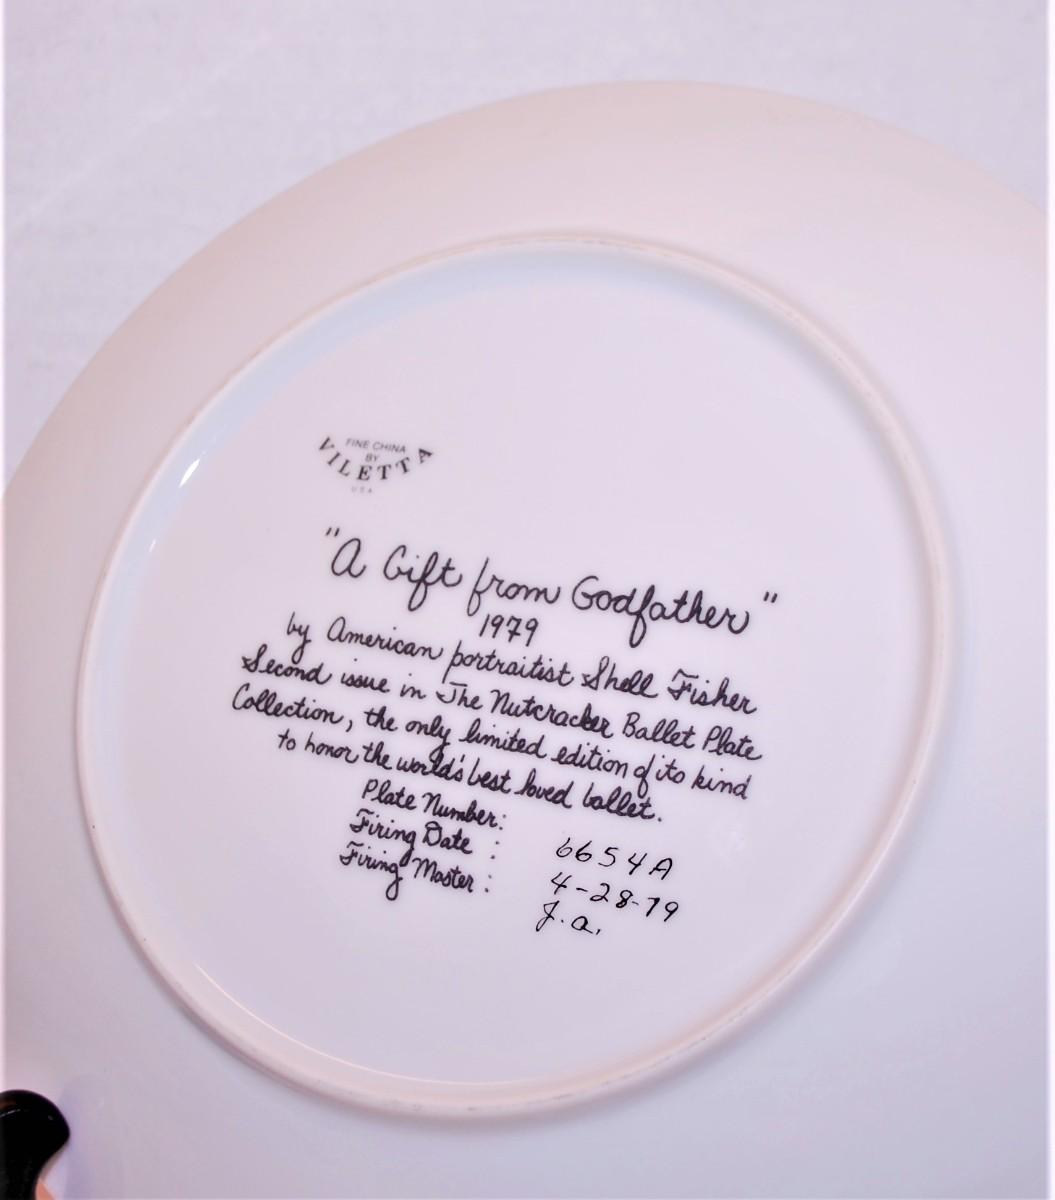 FINE CHINA
BY
VILETTA
USA
"A Gift from Godfather"
1979
by American portraitist Shell Fisher
Second issue in The Nutcracker Ballet Plate
Collection, the only limited edition of its kind
to honor the world's best loved ballet.
Plate Number: 6654A
Firing Date : 4-28-79
Firing Master : J.a.